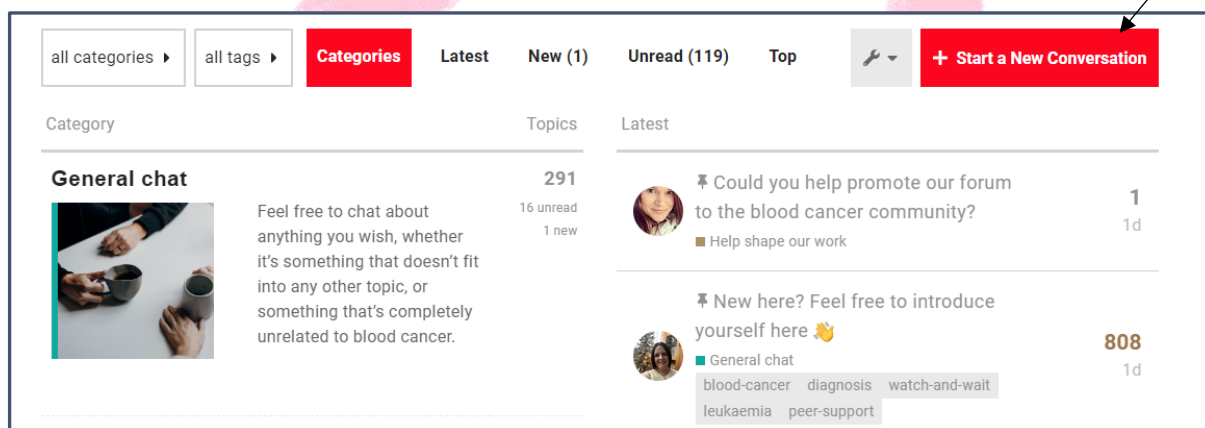 all categories
all tags
Categories
Latest
New (1)
Unread (119)
Top
+ Start a New Conversation
Category
Topics
Latest
General chat
291
16 unread
1 new
Feel free to chat about
anything you wish, whether
it's something that doesn't fit
into any other topic, or
something that's completely
unrelated to blood cancer.
Could you help promote our forum
to the blood cancer community?
Help shape our work
1
1d
New here? Feel free to introduce
yourself here 👋
General chat
blood-cancer diagnosis watch-and-wait
leukaemia peer-support
808
1d